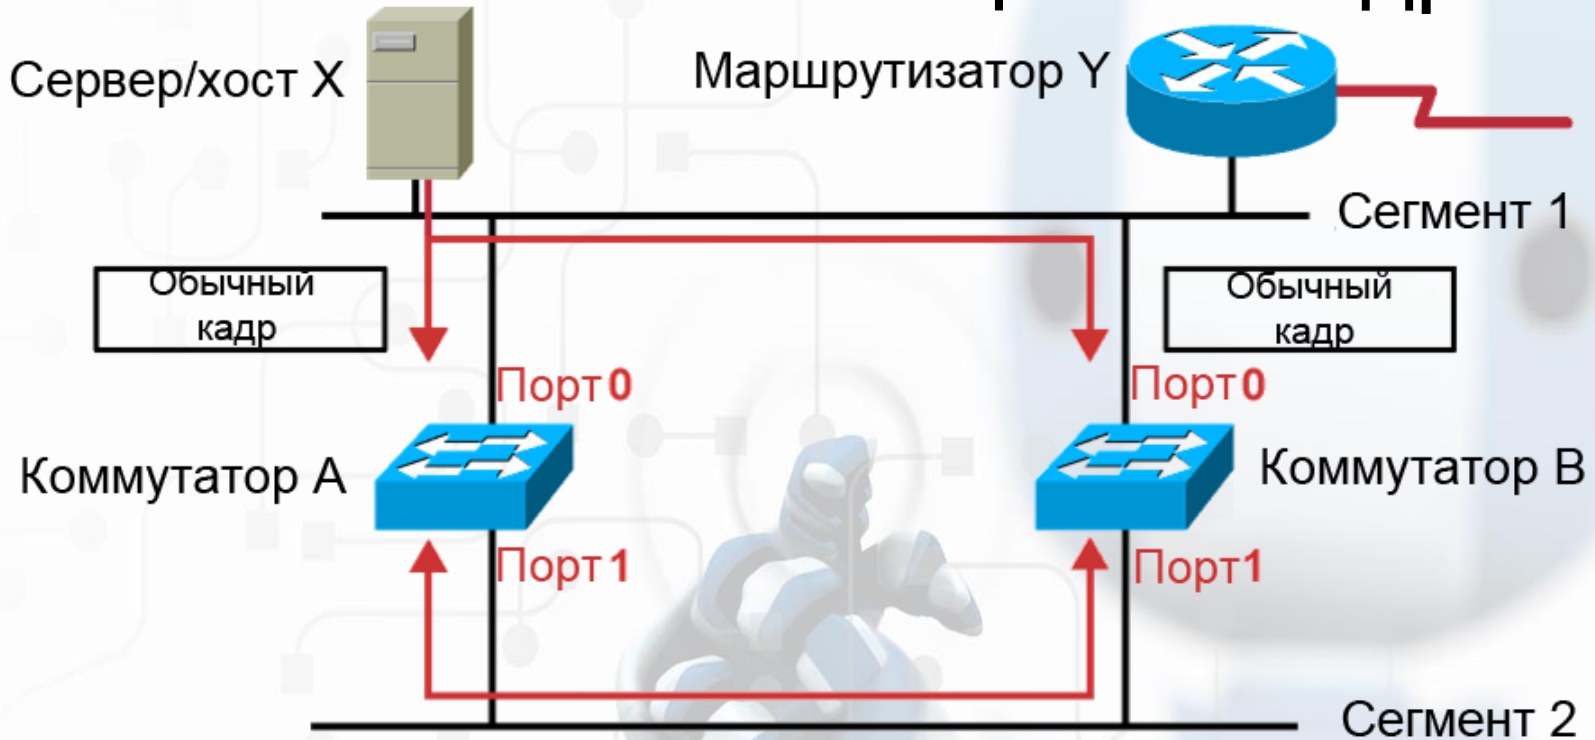 Сервер/хост X
Маршрутизатор Y
Сегмент 1
Обычный
кадр
Обычный
кадр
Порт 0
Порт 0
Коммутатор A
Коммутатор B
Порт 1
Порт 1
Сегмент 2